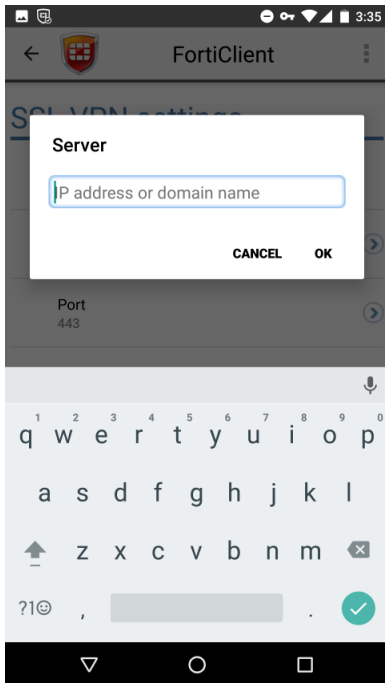 3:35
FortiClient
SSL VPN settings
Server
IP address or domain name
CANCEL OK
Port
443
1 2 3 4 5 6 7 8 9 0
q w e r t y u i o p
a s d f g h j k l
z x c v b n m
?1☺ , .